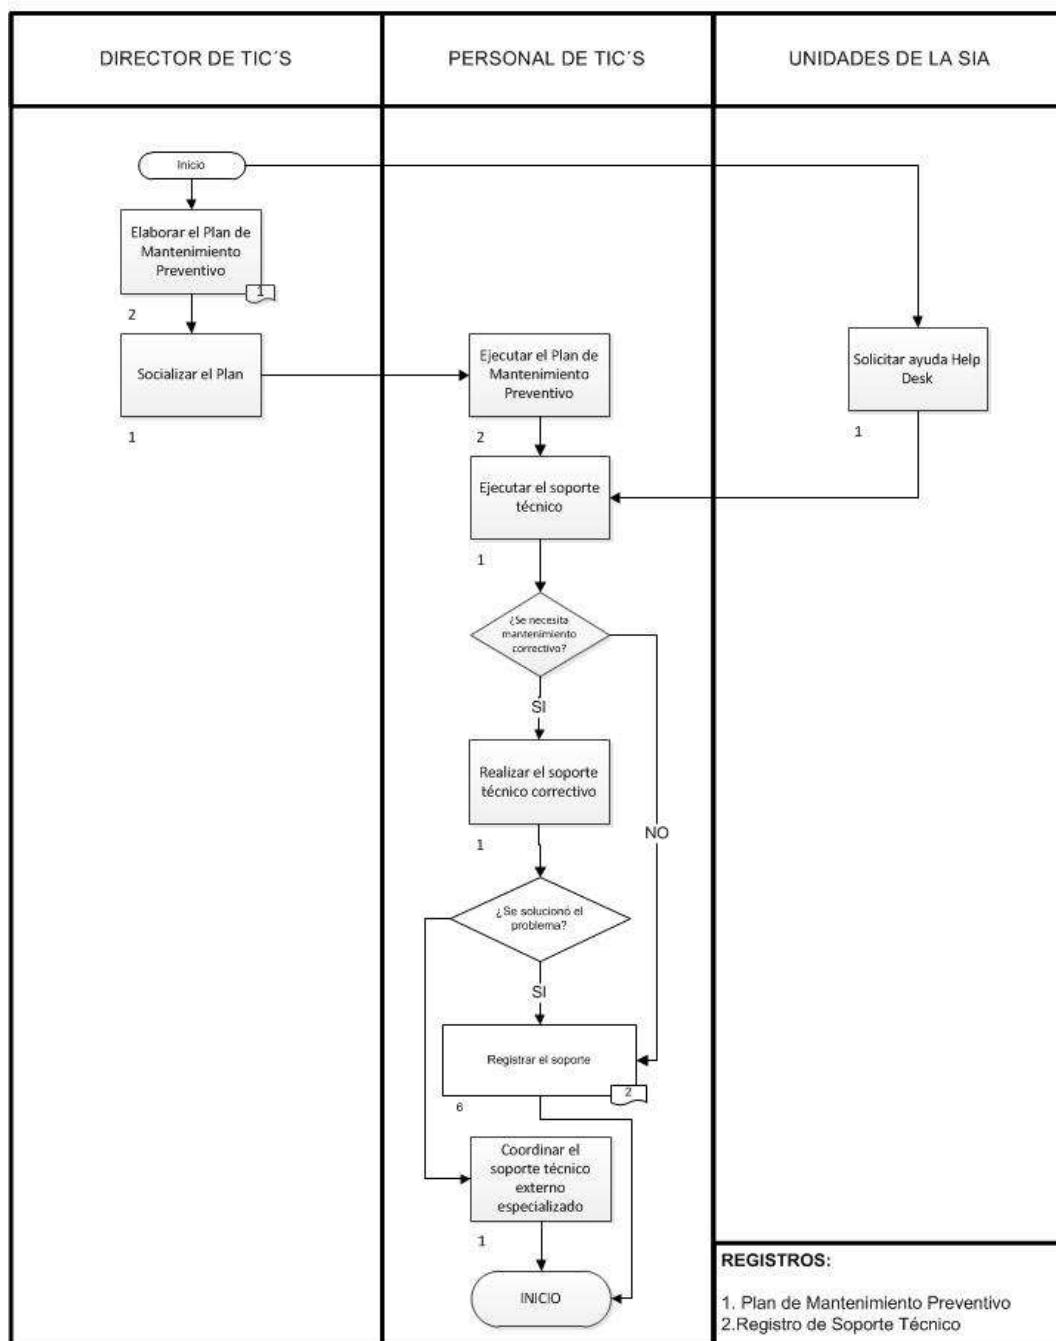 DIRECTOR DE TIC´S
PERSONAL DE TIC´S
UNIDADES DE LA SIA
Inicio
Elaborar el Plan de
Mantenimiento
Preventivo
1
2
Socializar el Plan
1
Ejecutar el Plan de
Mantenimiento
Preventivo
2
Solicitar ayuda Help
Desk
1
Ejecutar el soporte
técnico
1
¿Se necesita
mantenimiento
correctivo?
SI
NO
Realizar el soporte
técnico correctivo
1
¿Se solucionó el
problema?
SI
Registrar el soporte
2
6
Coordinar el
soporte técnico
externo
especializado
1
INICIO
REGISTROS:
1. Plan de Mantenimiento Preventivo
2.Registro de Soporte Técnico